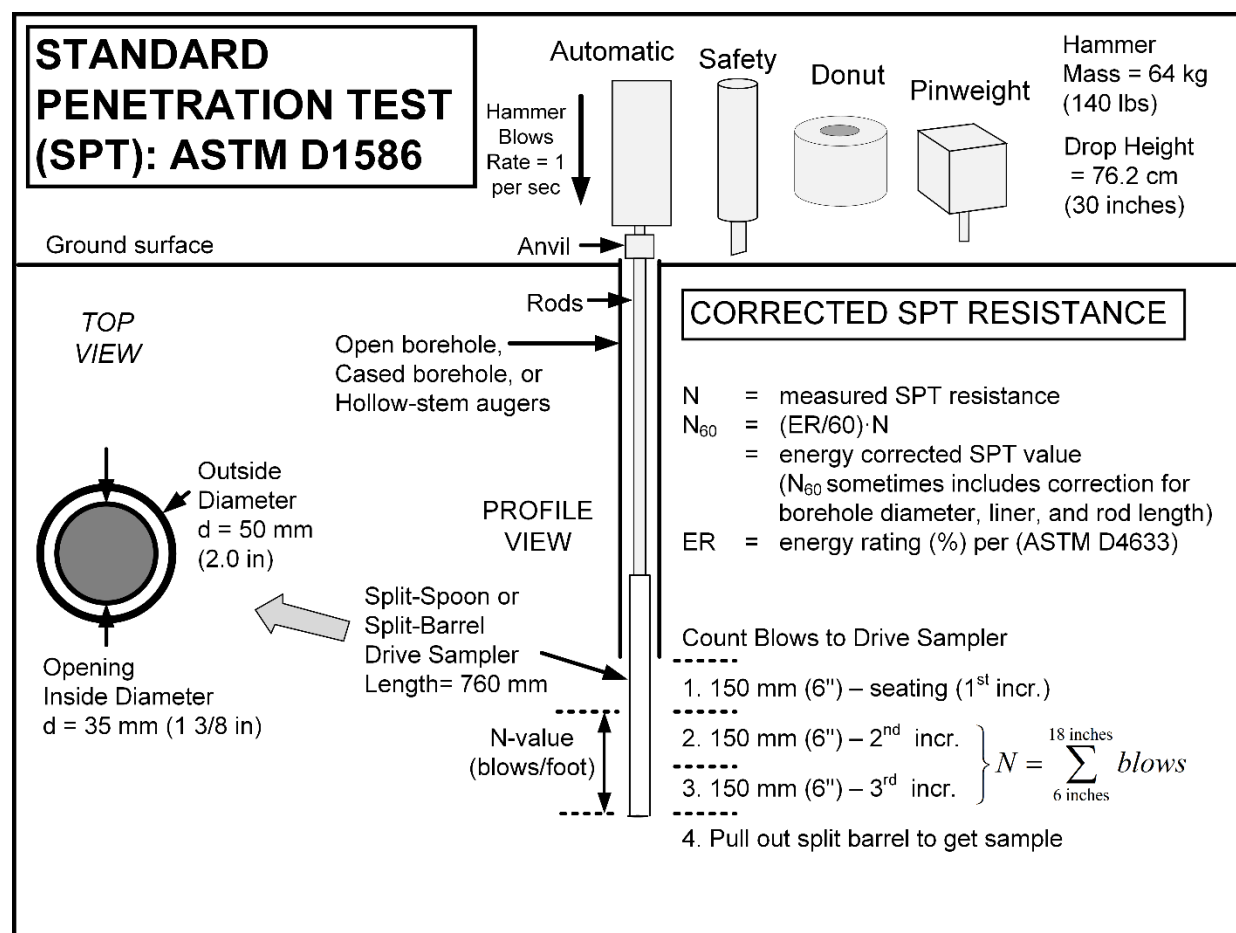 STANDARD
PENETRATION TEST
(SPT): ASTM D1586
Automatic
Safety
Donut
Pinweight
Hammer
Mass = 64 kg
(140 lbs)
Drop Height
= 76.2 cm
(30 inches)
Hammer
Blows
Rate = 1
per sec
Ground surface
Anvil
Rods
TOP
VIEW
Open borehole,
Cased borehole, or
Hollow-stem augers
Outside
Diameter
d = 50 mm
(2.0 in)
PROFILE
VIEW
Split-Spoon or
Split-Barrel
Drive Sampler
Length= 760 mm
Opening
Inside Diameter
d = 35 mm (1 3/8 in)
N-value
(blows/foot)
CORRECTED SPT RESISTANCE
N = measured SPT resistance
N₆₀ = (ER/60)·N
= energy corrected SPT value
(N₆₀ sometimes includes correction for
borehole diameter, liner, and rod length)
ER = energy rating (%) per (ASTM D4633)
Count Blows to Drive Sampler
1. 150 mm (6") – seating (1st incr.)
2. 150 mm (6") – 2nd incr.
3. 150 mm (6") – 3rd incr.
18 inches
N = ∑ blows
6 inches
4. Pull out split barrel to get sample